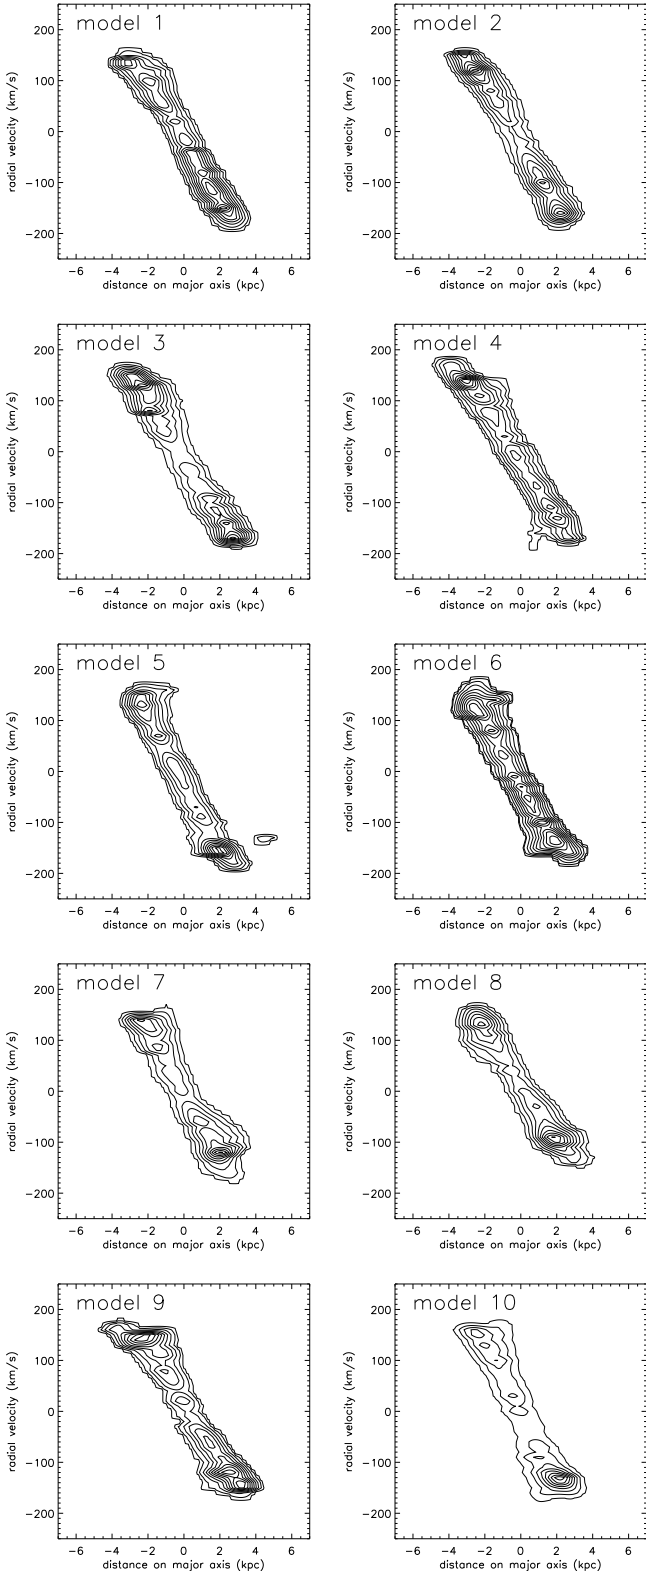 model 1
model 2
200
100
0
−100
−200
radial velocity (km/s)
200
100
0
−100
−200
radial velocity (km/s)
−6 −4 −2 0 2 4 6
−6 −4 −2 0 2 4 6
distance on major axis (kpc)
distance on major axis (kpc)
model 3
model 4
200
100
0
−100
−200
radial velocity (km/s)
200
100
0
−100
−200
radial velocity (km/s)
−6 −4 −2 0 2 4 6
−6 −4 −2 0 2 4 6
distance on major axis (kpc)
distance on major axis (kpc)
model 5
model 6
200
100
0
−100
−200
radial velocity (km/s)
200
100
0
−100
−200
radial velocity (km/s)
−6 −4 −2 0 2 4 6
−6 −4 −2 0 2 4 6
distance on major axis (kpc)
distance on major axis (kpc)
model 7
model 8
200
100
0
−100
−200
radial velocity (km/s)
200
100
0
−100
−200
radial velocity (km/s)
−6 −4 −2 0 2 4 6
−6 −4 −2 0 2 4 6
distance on major axis (kpc)
distance on major axis (kpc)
model 9
model 10
200
100
0
−100
−200
radial velocity (km/s)
200
100
0
−100
−200
radial velocity (km/s)
−6 −4 −2 0 2 4 6
−6 −4 −2 0 2 4 6
distance on major axis (kpc)
distance on major axis (kpc)